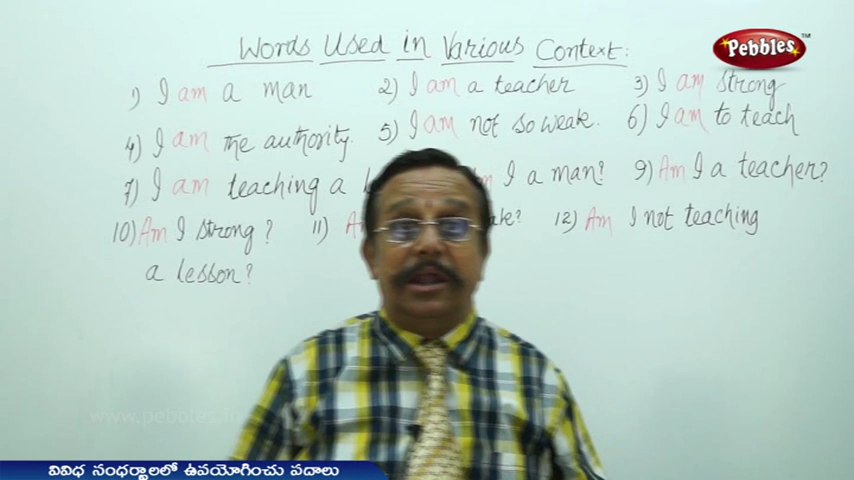 Words Used in Various Context:
Pebbles
1) I am a man 2) I am a teacher 3) I am strong
4) I am the authority. 5) I am not so weak. 6) I am to teach
7) I am teaching a I a man? 9) Am I a teacher?
10) Am I strong? 11) 12) Am I not teaching
a lesson?
www.pebbles.in
వివిధ సంధర్భాలలో ఉపయోగించు పదాలు